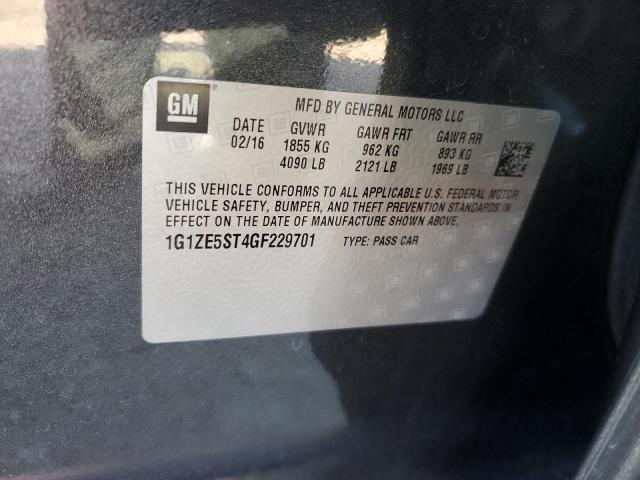 GM ®
MFD BY GENERAL MOTORS LLC
DATE GVWR GAWR FRT GAWR RR
02/16 1855 KG 962 KG 893 KG
4090 LB 2121 LB 1969 LB
THIS VEHICLE CONFORMS TO ALL APPLICABLE U.S. FEDERAL MOTOR
VEHICLE SAFETY, BUMPER, AND THEFT PREVENTION STANDARDS IN
EFFECT ON THE DATE OF MANUFACTURE SHOWN ABOVE.
1G1ZE5ST4GF229701 TYPE: PASS CAR